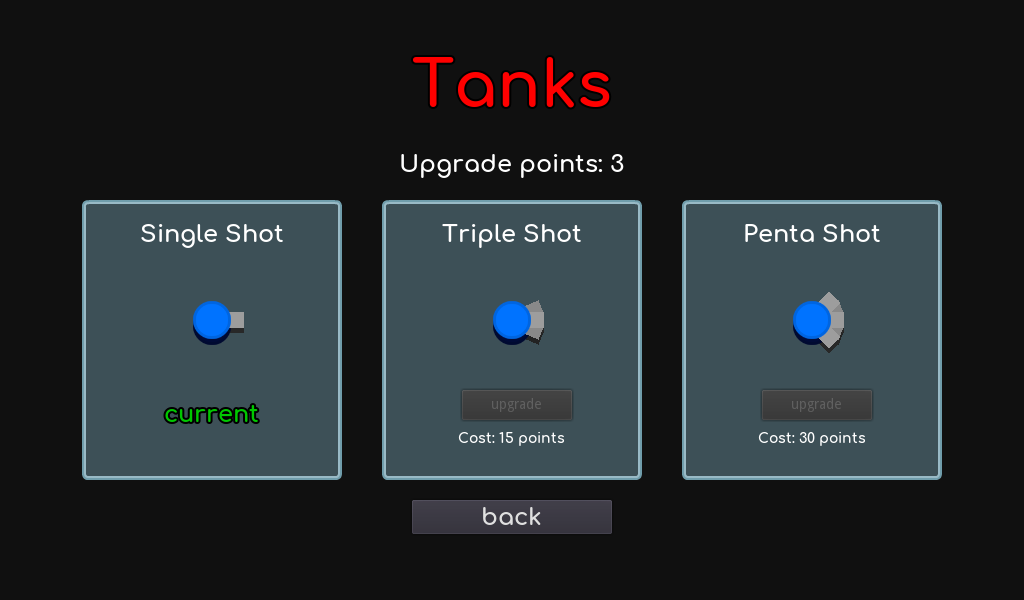 Tanks
Upgrade points: 3
Single Shot
Triple Shot
Penta Shot
current
upgrade
upgrade
Cost: 15 points
Cost: 30 points
back